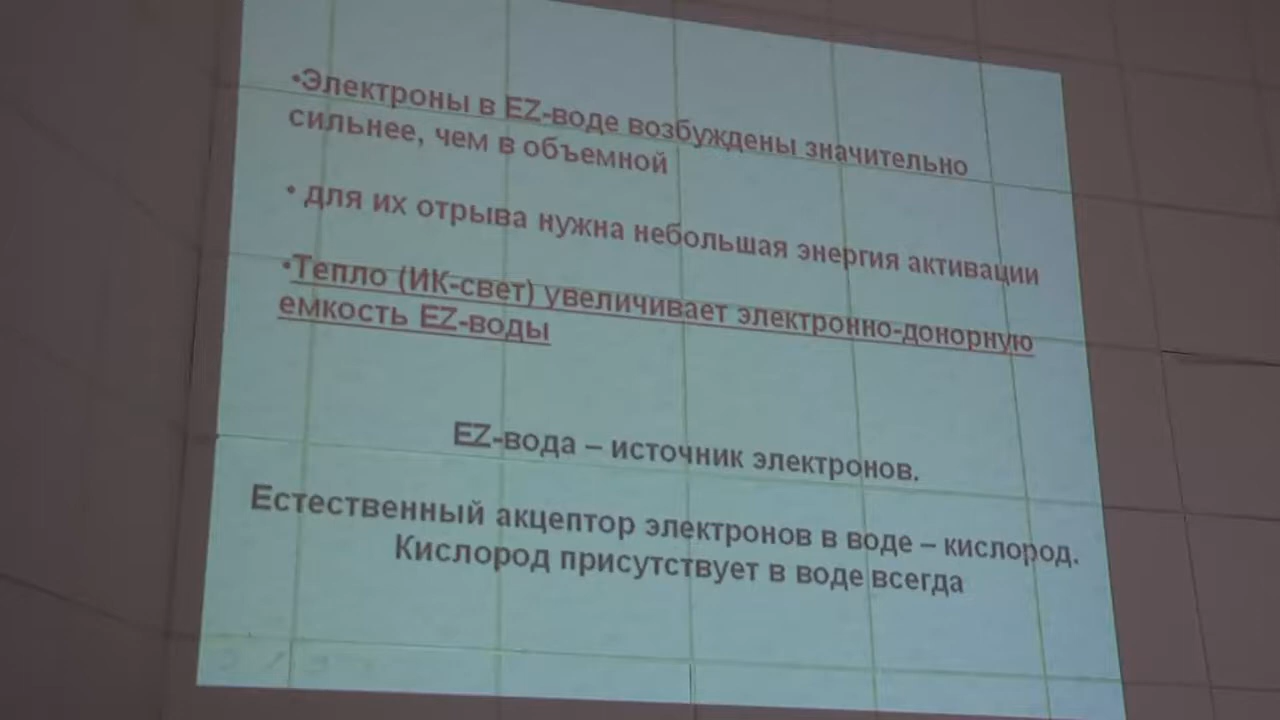 •Электроны в EZ-воде возбуждены значительно
сильнее, чем в объемной
• для их отрыва нужна небольшая энергия активации
•Тепло (ИК-свет) увеличивает электронно-донорную
емкость EZ-воды
EZ-вода – источник электронов.
Естественный акцептор электронов в воде – кислород.
Кислород присутствует в воде всегда